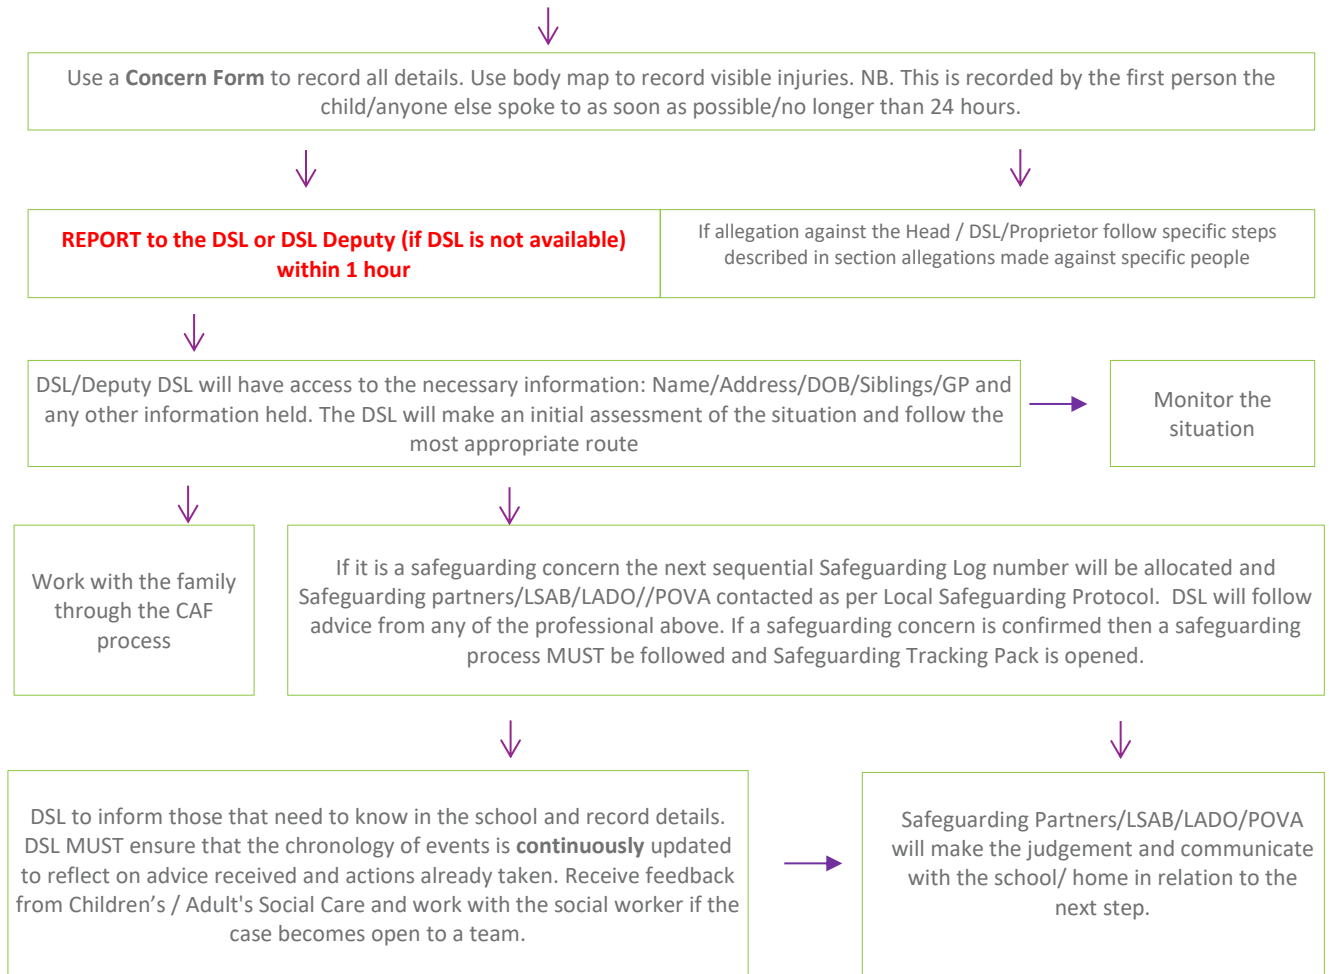 Use a Concern Form to record all details. Use body map to record visible injuries. NB. This is recorded by the first person the
child/anyone else spoke to as soon as possible/no longer than 24 hours.
REPORT to the DSL or DSL Deputy (if DSL is not available)
within 1 hour
If allegation against the Head / DSL/Proprietor follow specific steps
described in section allegations made against specific people
DSL/Deputy DSL will have access to the necessary information: Name/Address/DOB/Siblings/GP and
any other information held. The DSL will make an initial assessment of the situation and follow the
most appropriate route
Monitor the
situation
Work with the family
through the CAF
process
If it is a safeguarding concern the next sequential Safeguarding Log number will be allocated and
Safeguarding partners/LSAB/LADO//POVA contacted as per Local Safeguarding Protocol. DSL will follow
advice from any of the professional above. If a safeguarding concern is confirmed then a safeguarding
process MUST be followed and Safeguarding Tracking Pack is opened.
DSL to inform those that need to know in the school and record details.
DSL MUST ensure that the chronology of events is continuously updated
to reflect on advice received and actions already taken. Receive feedback
from Children’s / Adult's Social Care and work with the social worker if the
case becomes open to a team.
Safeguarding Partners/LSAB/LADO/POVA
will make the judgement and communicate
with the school/ home in relation to the
next step.